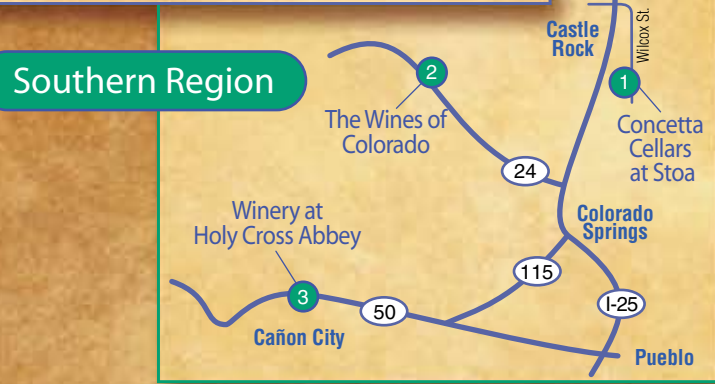 Southern Region
Castle
Rock
Wilcox St.
1
Concetta
Cellars
at Stoa
2
The Wines of
Colorado
24
Colorado
Springs
Winery at
Holy Cross Abbey
115
3
50
I-25
Cañon City
Pueblo